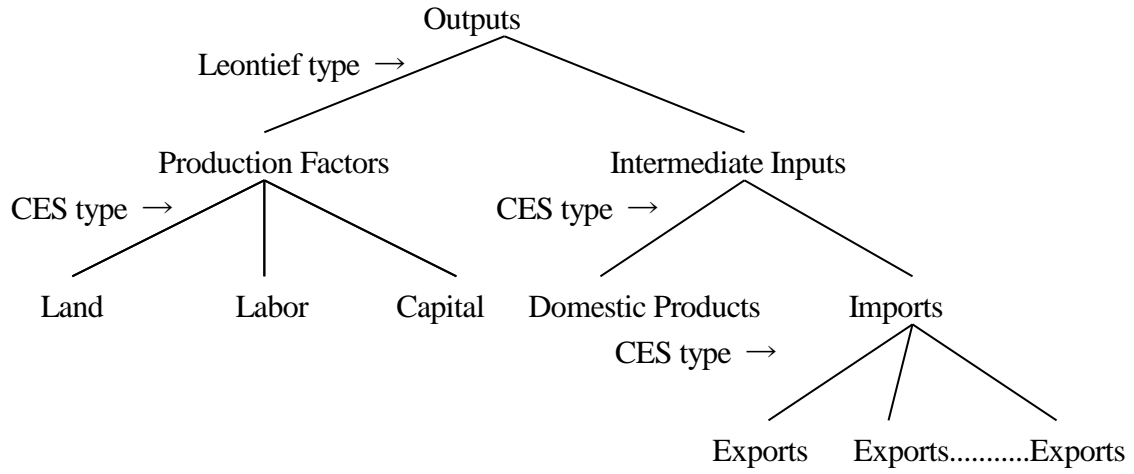 Outputs
Leontief type →
Production Factors Intermediate Inputs
CES type → CES type →
Land Labor Capital Domestic Products Imports
CES type →
Exports Exports...........Exports